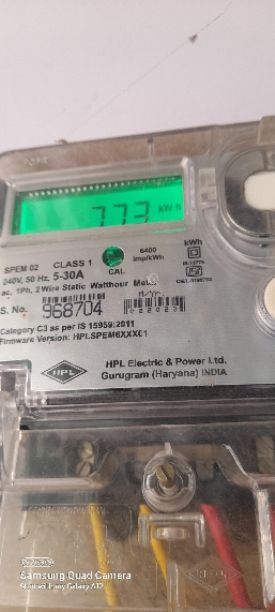 773 kWh
SPEM 02 CLASS 1
240V, 50 Hz, 5-30A
CAL.
6400
imp/kWh
kWh
ac, 1Ph, 2 Wire Static Watthour Meter
S. No. 968704
Category C3 as per IS 15959:2011
Firmware Version: HPLSPEM6XXX01
HPL
HPL Electric & Power Ltd.
Gurugram (Haryana) INDIA
Samsung Quad Camera